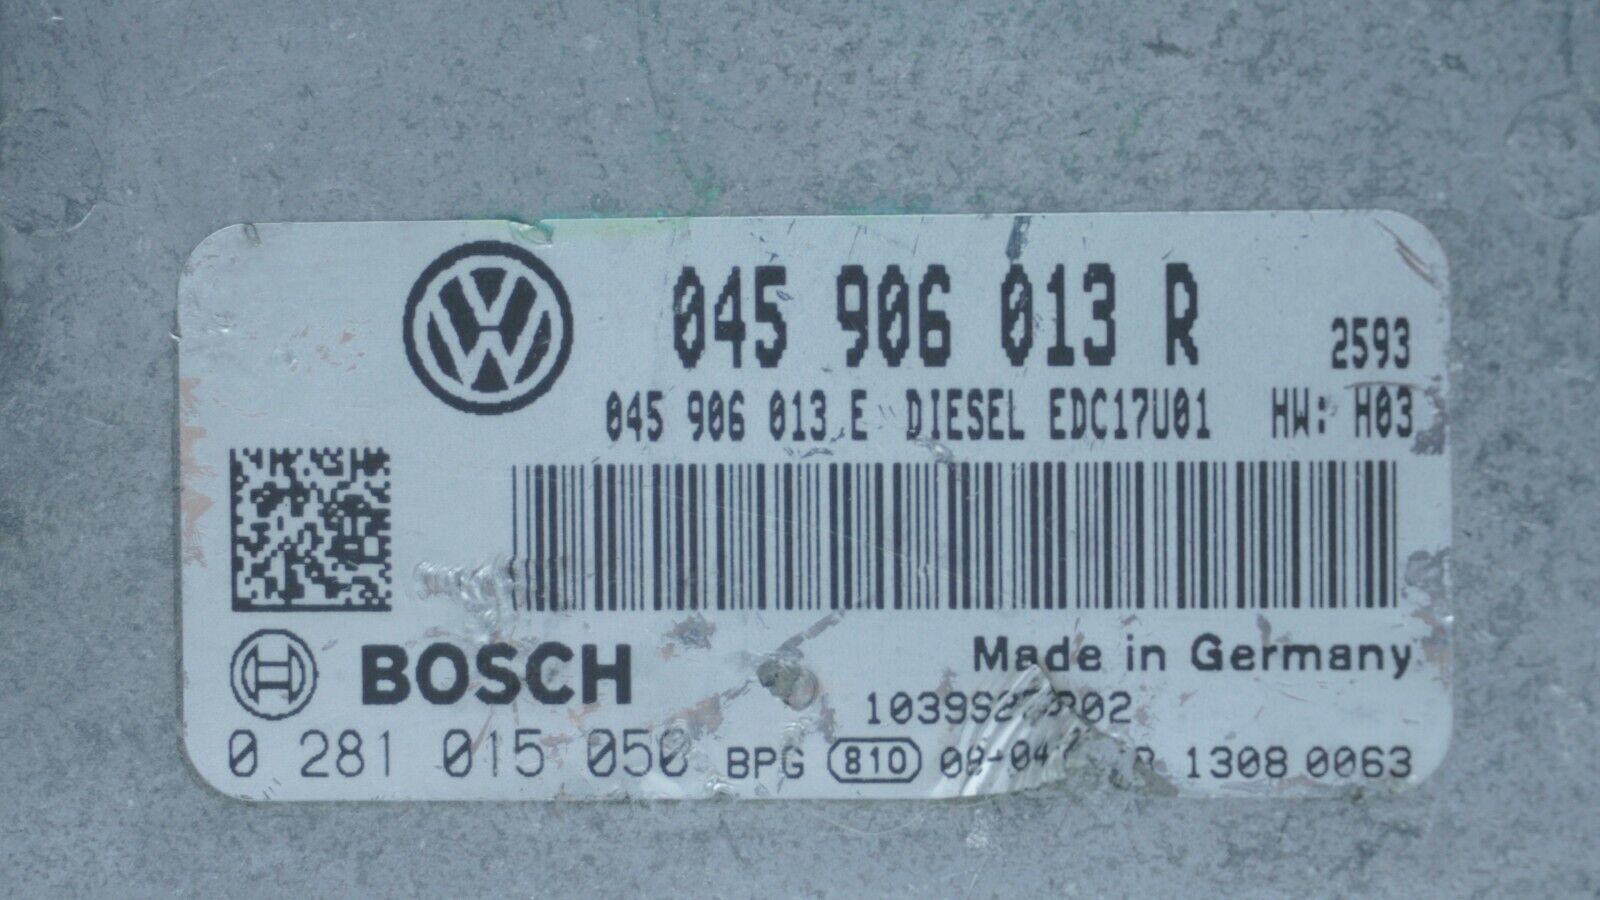 045 906 013 R
2593
045 906 013 E DIESEL EDC17U01 HW: H03
BOSCH
Made in Germany
0 281 015 050 BPG 810 1308 0063